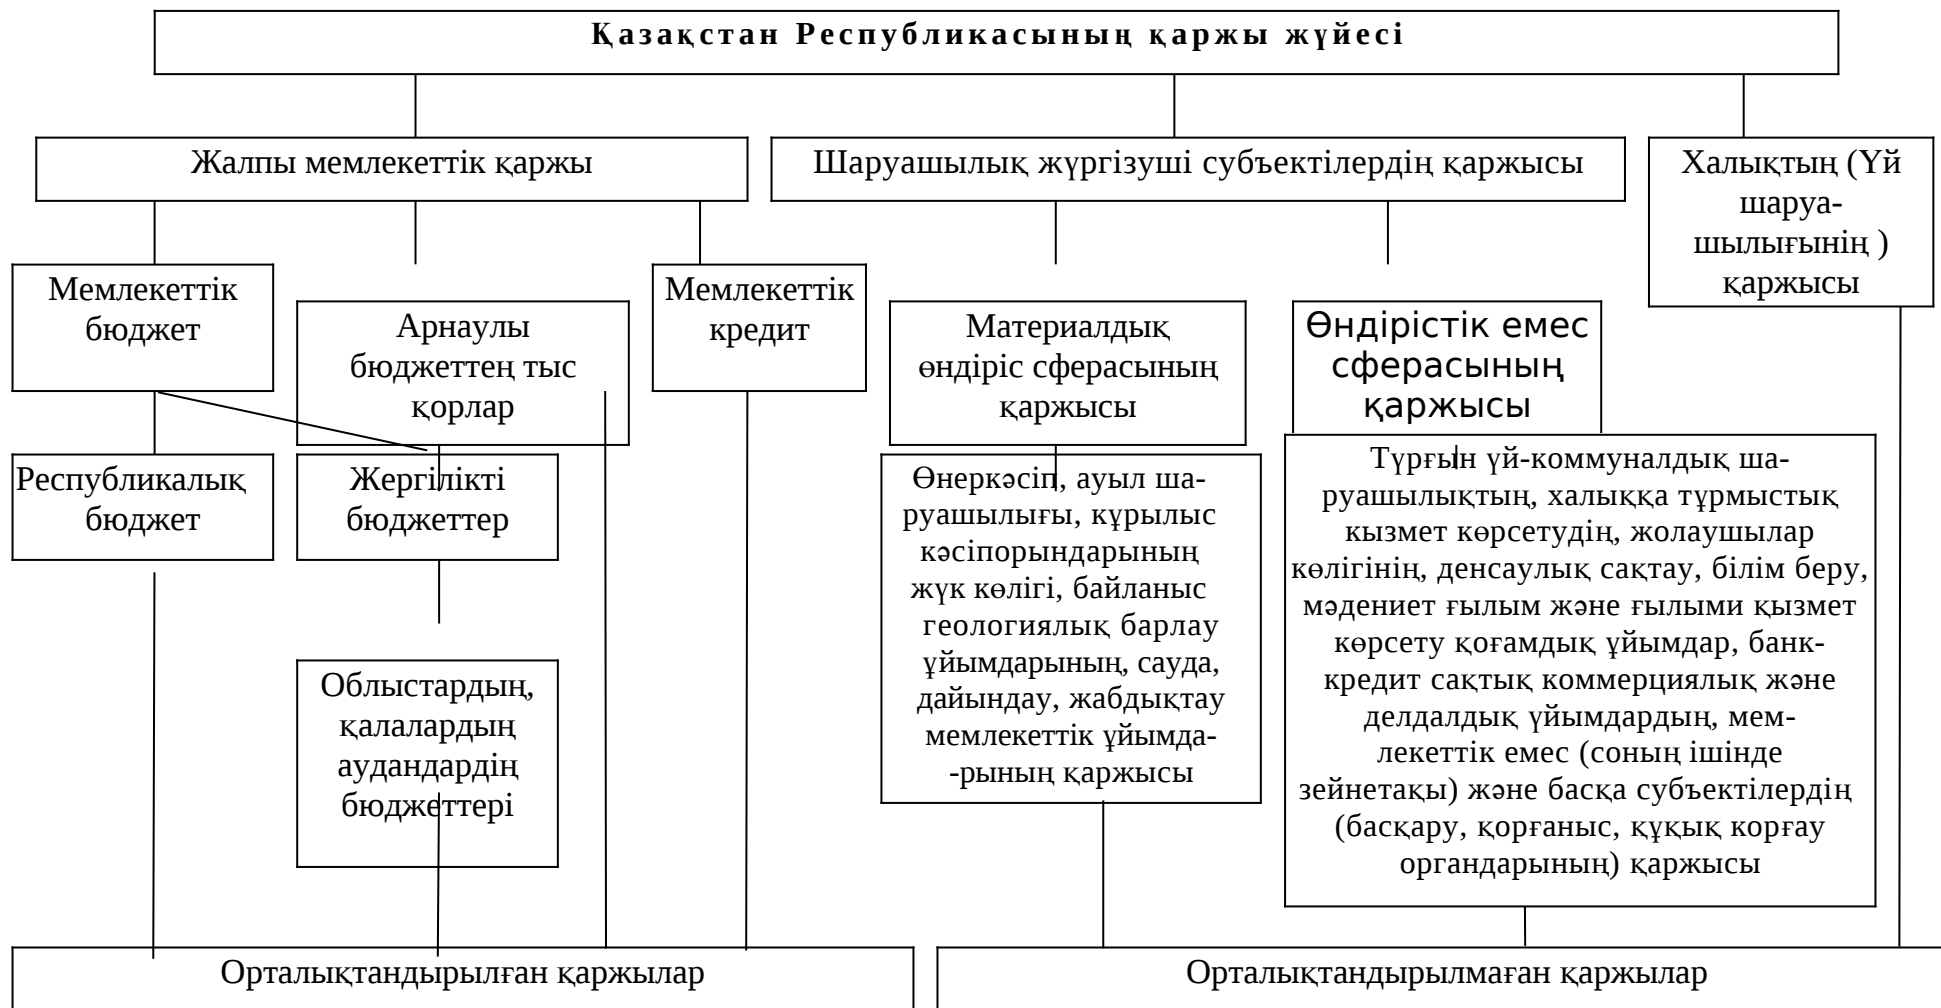 Қазақстан Республикасының қаржы жүйесі
Жалпы мемлекеттік қаржы
Шаруашылық жүргізуші субъектілердің қаржысы
Халықтың (Үй
шаруа-
шылығынің )
қаржысы
Мемлекеттік
бюджет
Арнаулы
бюджеттең тыс
қорлар
Мемлекеттік
кредит
Материалдық
өндіріс сферасының
қаржысы
Өндірістік емес
сферасының
қаржысы
Республикалық
бюджет
Жергілікті
бюджеттер
Облыстардың,
қалалардың
аудандардің
бюджеттері
Өнеркәсіп, ауыл ша-
руашылығы, күрылыс
кәсіпорындарының
жүк көлігі, байланыс
геологиялық барлау
ұйымдарының, сауда,
дайындау, жабдықтау
мемлекеттік ұйымда-
-рының қаржысы
Түрғын үй-коммуналдық ша-
руашылықтың, халыққа тұрмыстық
кызмет көрсетудің, жолаушылар
көлігінің, денсаулық сақтау, білім беру,
мәдениет ғылым және ғылыми қызмет
көрсету қоғамдық ұйымдар, банк-
кредит сақтық коммерциялық және
делдалдық үйымдардың, мем-
лекеттік емес (соның ішінде
зейнетақы) және басқа субъектілердің
(басқару, қорғаныс, құқық корғау
органдарының) қаржысы
Орталықтандырылған қаржылар
Орталықтандырылмаған қаржылар